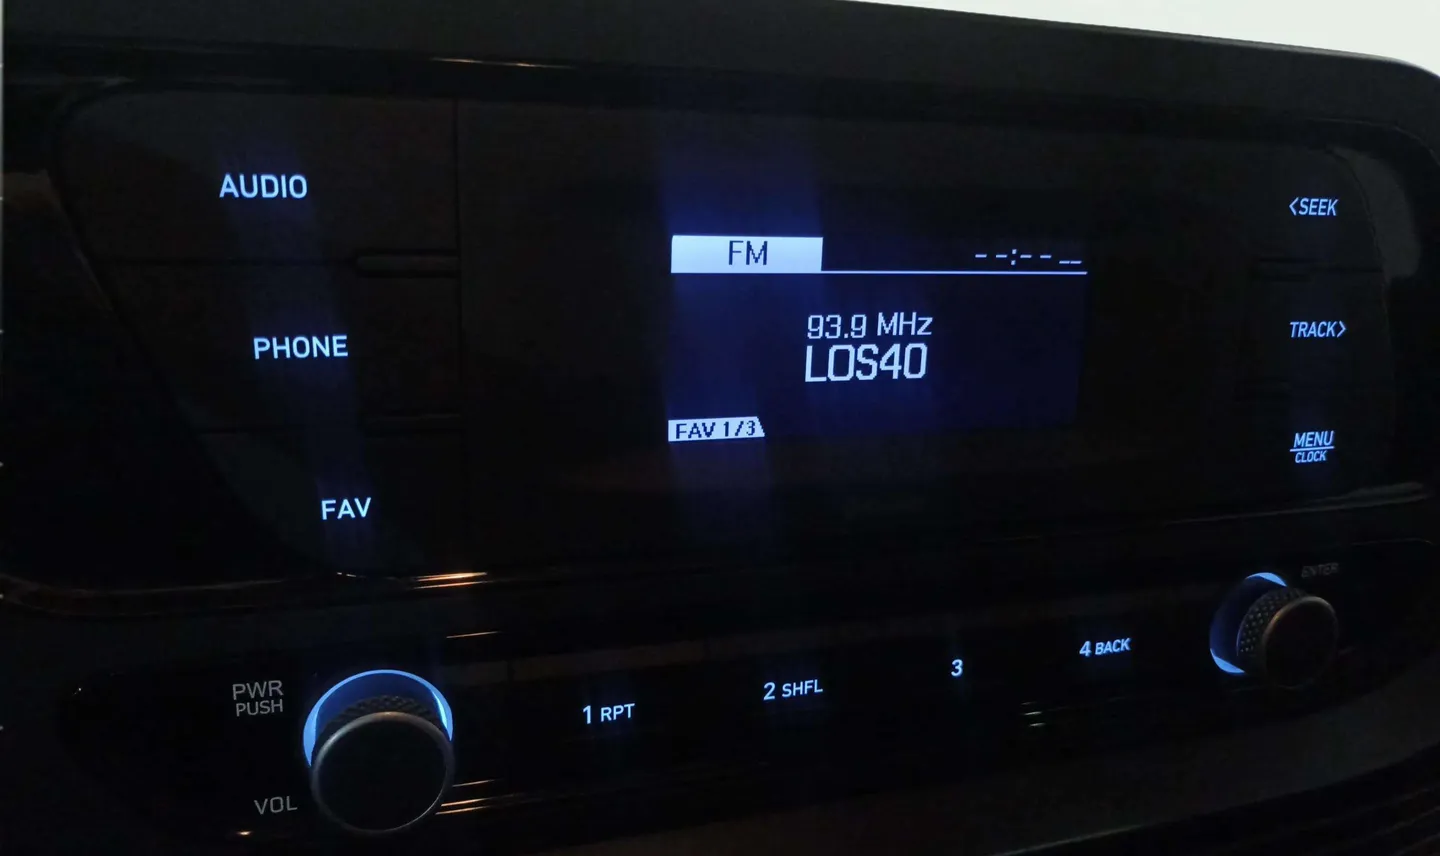 AUDIO
<SEEK
FM
--:-- __
93.9 MHz
TRACK>
PHONE
LOS40
FAV 1/3
MENU
CLOCK
FAV
ENTER
PWR
PUSH
1 RPT
2 SHFL
3
4 BACK
VOL